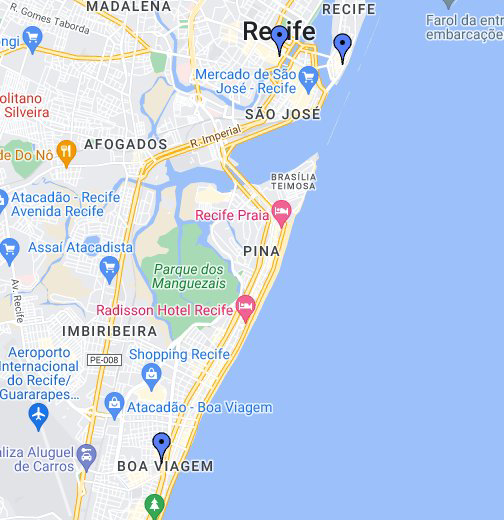 MADALENA
RECIFE
R. Gomes Taborda
Recife
Farol da entr
embarcaçõe
ongi
Mercado de São
José - Recife
olitano
Silveira
SÃO JOSÉ
R. Imperial
AFOGADOS
de Do Nô
BRASÍLIA
TEIMOSA
Atacadão - Recife
Avenida Recife
Recife Praia
Assaí Atacadista
PINA
Parque dos
Manguezais
Av. Recife
Radisson Hotel Recife
IMBIRIBEIRA
PE-008
Shopping Recife
Aeroporto
Internacional
do Recife/
Guararapes...
Atacadão - Boa Viagem
aliza Aluguel
de Carros
BOA VIAGEM